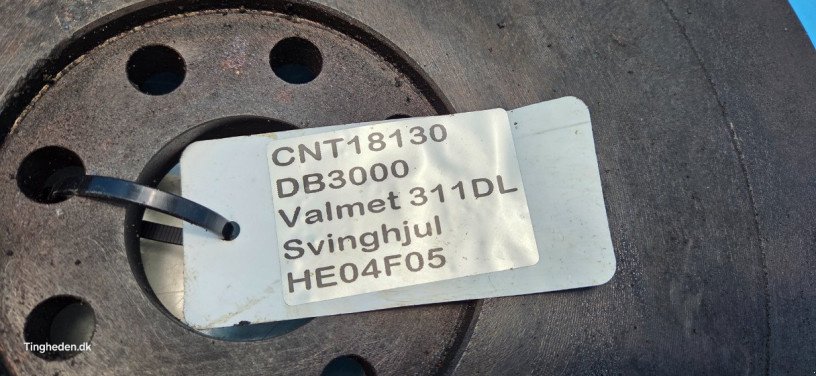 CNT18130
DB3000
Valmet 311DL
Svinghjul
HE04F05
Tingheden.dk